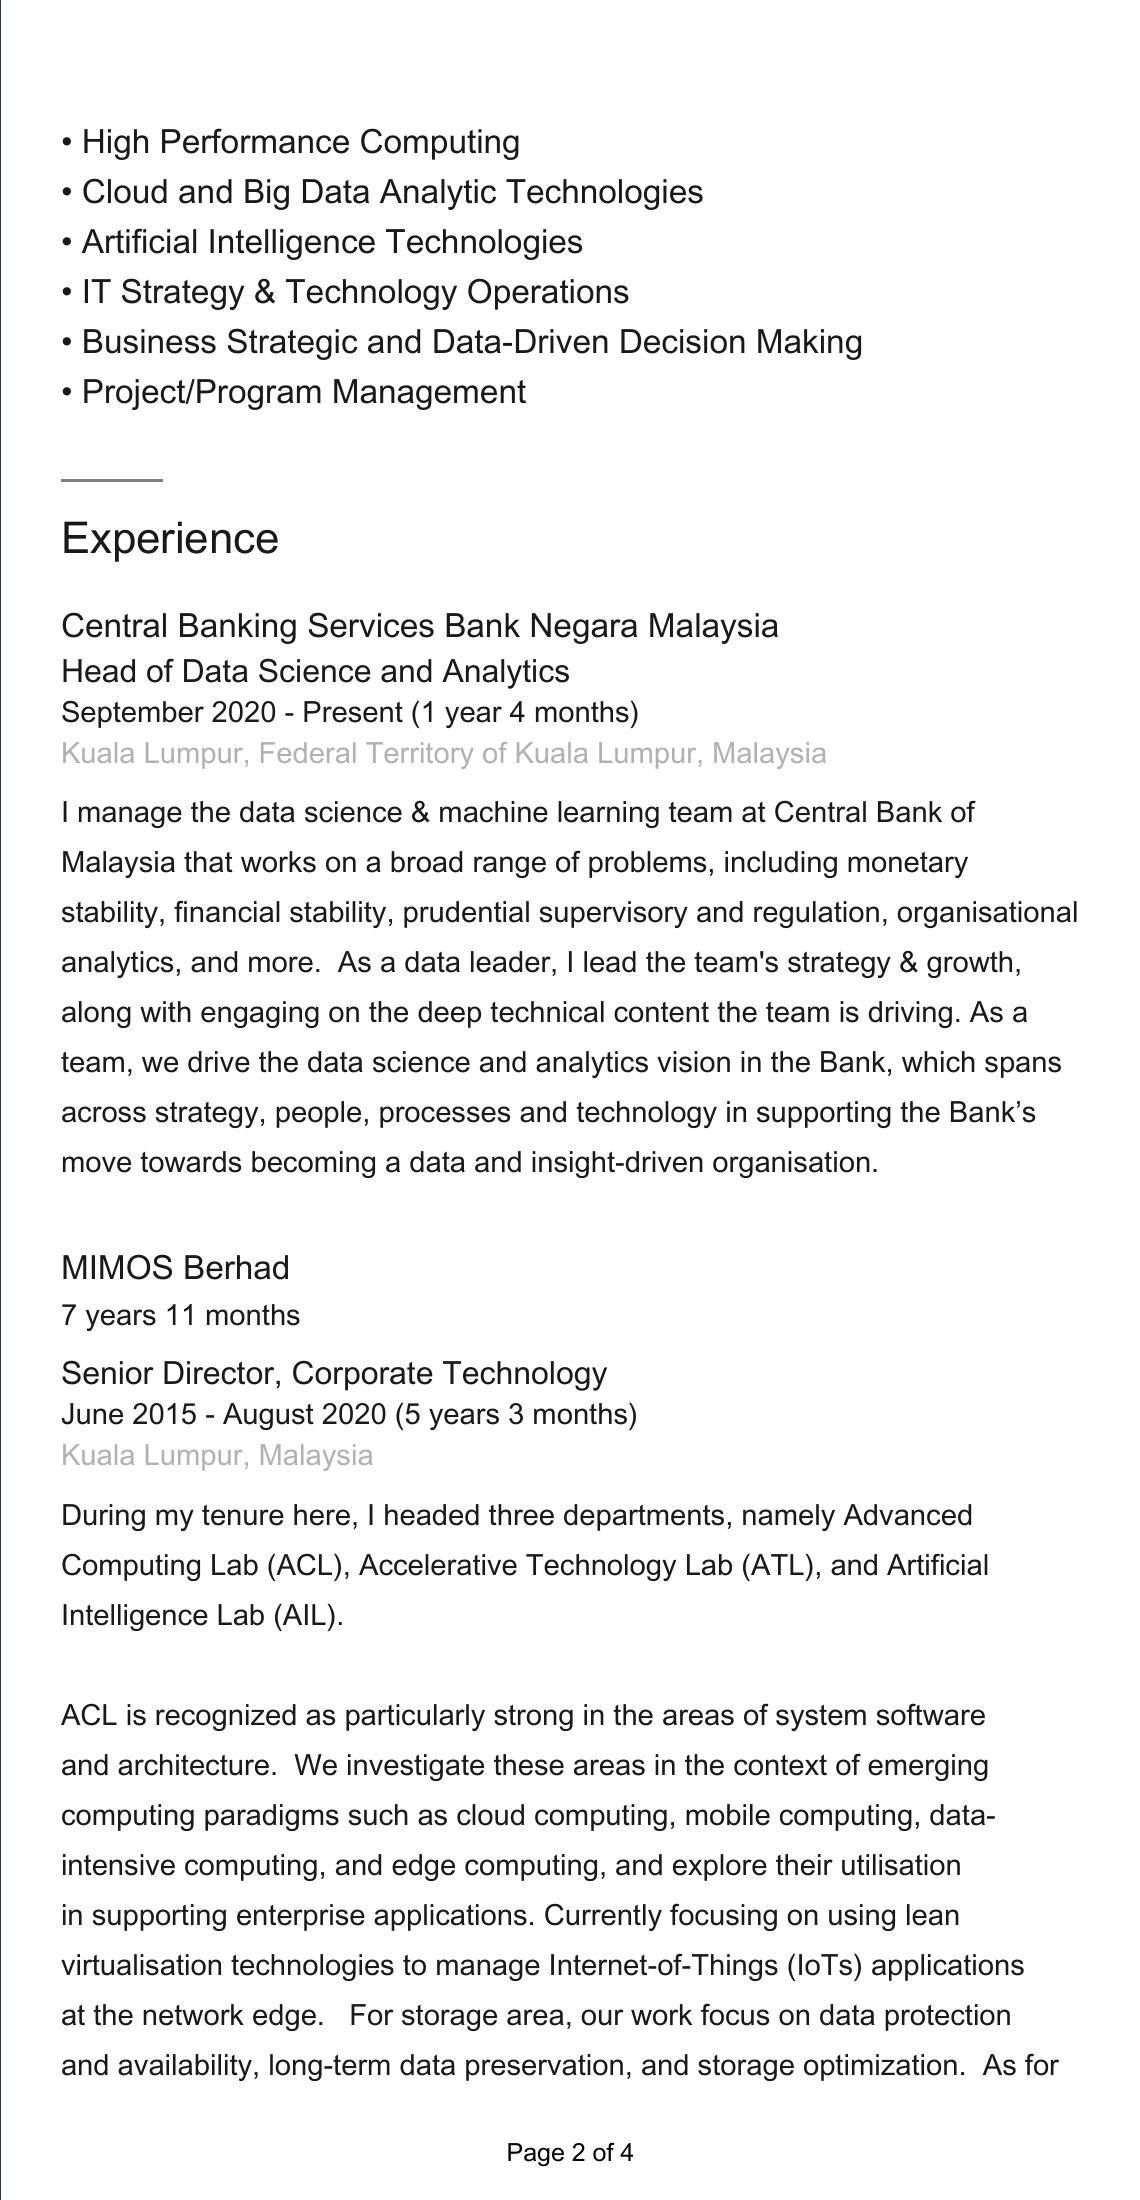 • High Performance Computing
• Cloud and Big Data Analytic Technologies
• Artificial Intelligence Technologies
• IT Strategy & Technology Operations
• Business Strategic and Data-Driven Decision Making
• Project/Program Management
Experience
Central Banking Services Bank Negara Malaysia
Head of Data Science and Analytics
September 2020 - Present (1 year 4 months)
Kuala Lumpur, Federal Territory of Kuala Lumpur, Malaysia
I manage the data science & machine learning team at Central Bank of
Malaysia that works on a broad range of problems, including monetary
stability, financial stability, prudential supervisory and regulation, organisational
analytics, and more.  As a data leader, I lead the team's strategy & growth,
along with engaging on the deep technical content the team is driving. As a
team, we drive the data science and analytics vision in the Bank, which spans
across strategy, people, processes and technology in supporting the Bank’s
move towards becoming a data and insight-driven organisation.
MIMOS Berhad
7 years 11 months
Senior Director, Corporate Technology
June 2015 - August 2020 (5 years 3 months)
Kuala Lumpur, Malaysia
During my tenure here, I headed three departments, namely Advanced
Computing Lab (ACL), Accelerative Technology Lab (ATL), and Artificial
Intelligence Lab (AIL).
ACL is recognized as particularly strong in the areas of system software
and architecture.  We investigate these areas in the context of emerging
computing paradigms such as cloud computing, mobile computing, data-
intensive computing, and edge computing, and explore their utilisation
in supporting enterprise applications. Currently focusing on using lean
virtualisation technologies to manage Internet-of-Things (IoTs) applications
at the network edge.   For storage area, our work focus on data protection
and availability, long-term data preservation, and storage optimization.  As for
Page 2 of 4